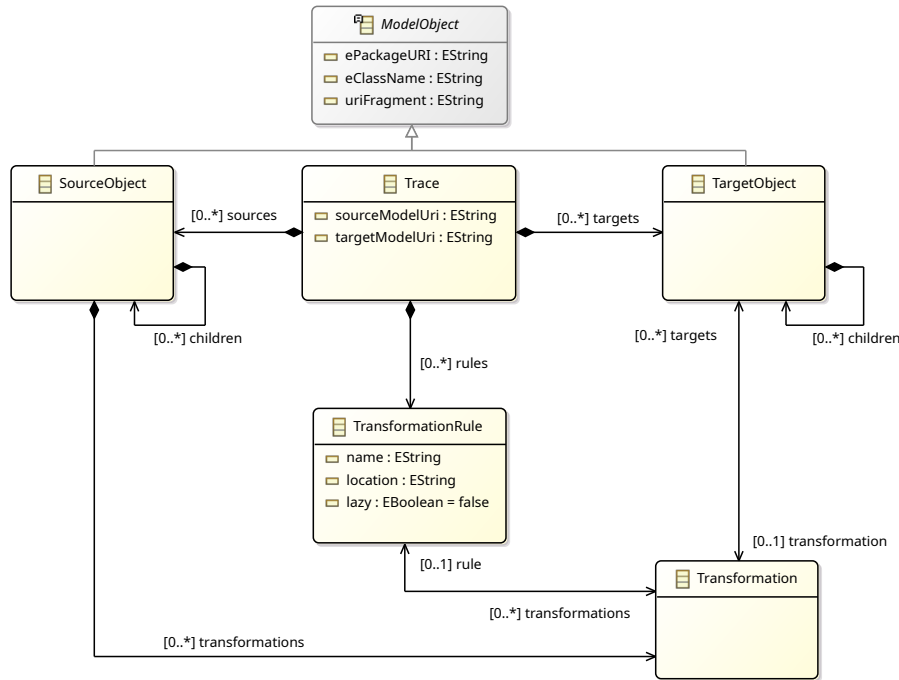 ModelObject
ePackageURI : EString
eClassName : EString
uriFragment : EString
SourceObject
Trace
TargetObject
[0..*] sources
sourceModelUri : EString
targetModelUri : EString
[0..*] targets
[0..*] children
[0..*] targets
[0..*] children
[0..*] rules
TransformationRule
name : EString
location : EString
lazy : EBoolean = false
[0..1] transformation
[0..1] rule
Transformation
[0..*] transformations
[0..*] transformations